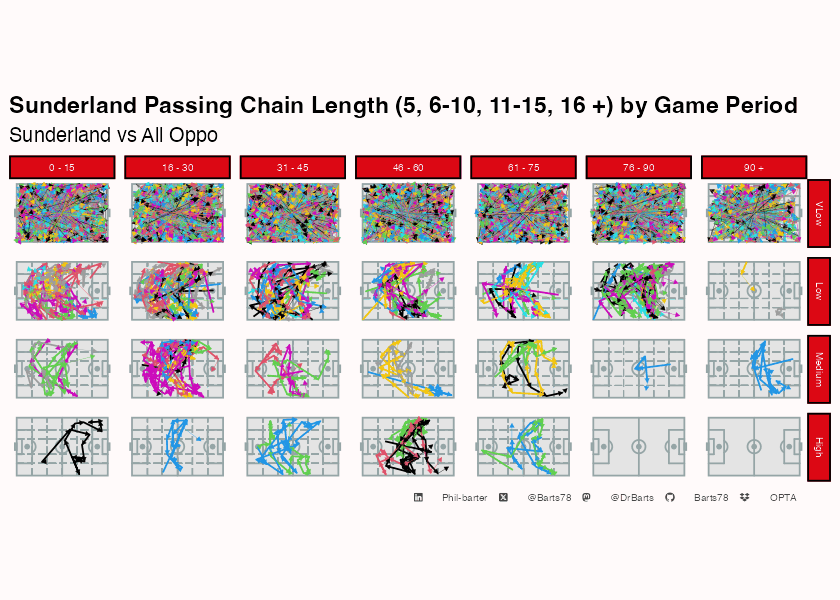 Sunderland Passing Chain Length (5, 6-10, 11-15, 16 +) by Game Period
Sunderland vs All Oppo
0 - 15 16 - 30 31 - 45 46 - 60 61 - 75 76 - 90 90 +
VLow
Low
Medium
High
Phil-barter @Barts78 @DrBarts Barts78 OPTA